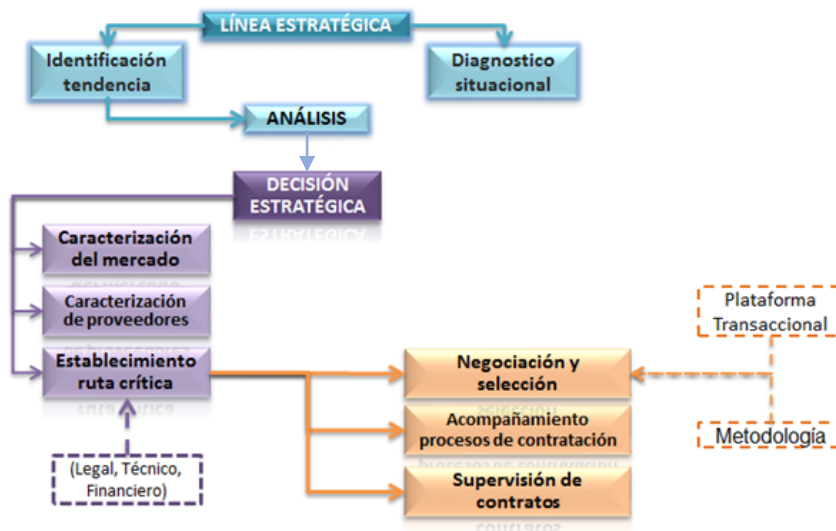 LÍNEA ESTRATÉGICA
Identificación
tendencia
Diagnostico
situacional
ANÁLISIS
DECISIÓN
ESTRATÉGICA
Caracterización
del mercado
Caracterización
de proveedores
Establecimiento
ruta crítica
(Legal, Técnico,
Financiero)
Negociación y
selección
Acompañamiento
procesos de contratación
Supervisión de
contratos
Plataforma
Transaccional
Metodología